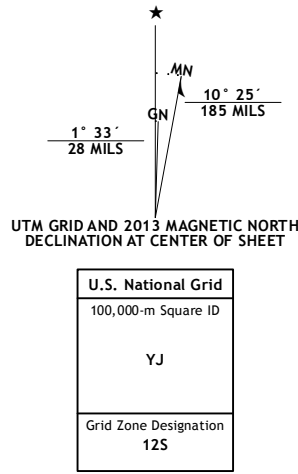 ★
MN
GN
10° 25´
185 MILS
1° 33´
28 MILS
UTM GRID AND 2013 MAGNETIC NORTH
DECLINATION AT CENTER OF SHEET
U.S. National Grid
100,000-m Square ID
YJ
Grid Zone Designation
12S